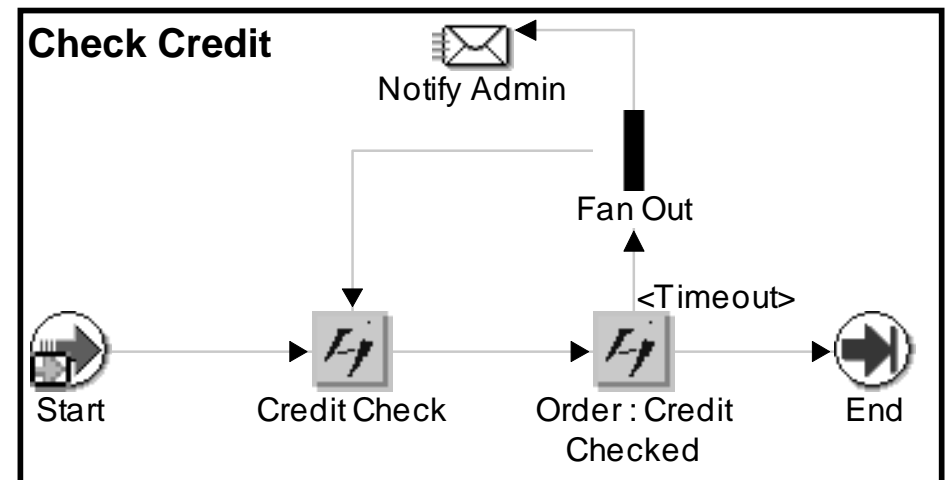 Check Credit
Notify Admin
Fan Out
<Timeout>
Start
Credit Check
Order : Credit
Checked
End